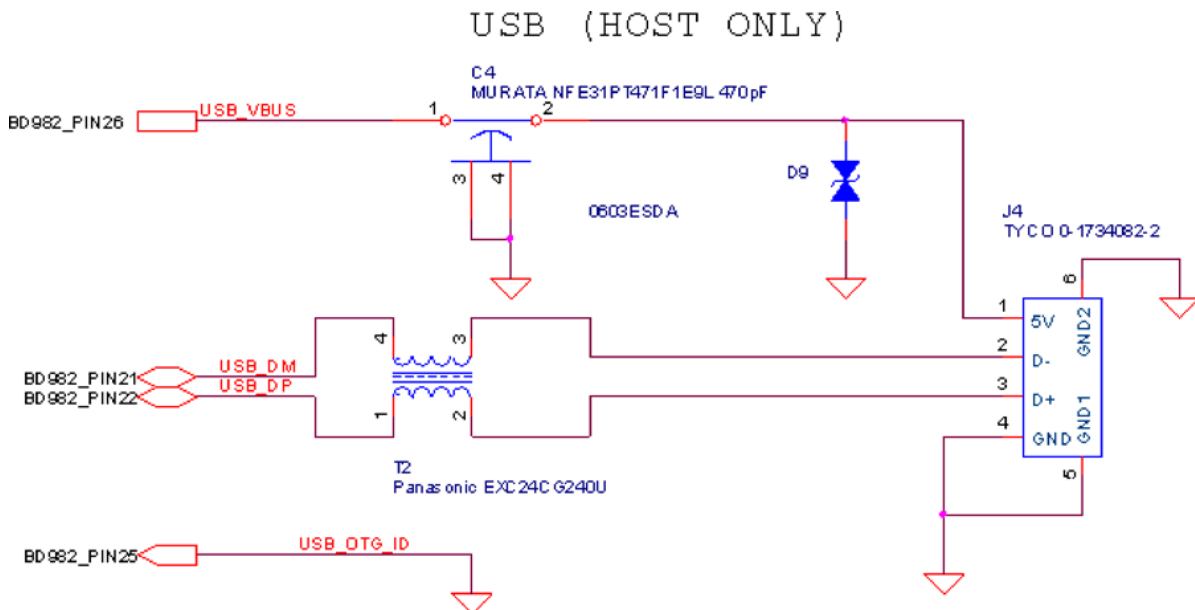 USB (HOST ONLY)
C4
MURATA NFE31PT471F1E9L 470pF
BD982_PIN26
USB_VBUS
1
2
3
4
D9
0603ESDA
J4
TYCO 0-1734082-2
6
1
5V
GND2
2
D-
3
D+
4
GND
GND1
5
4
3
BD982_PIN21
USB_DM
BD982_PIN22
USB_DP
1
2
T2
Panasonic EXC24CG240U
BD982_PIN25
USB_OTG_ID